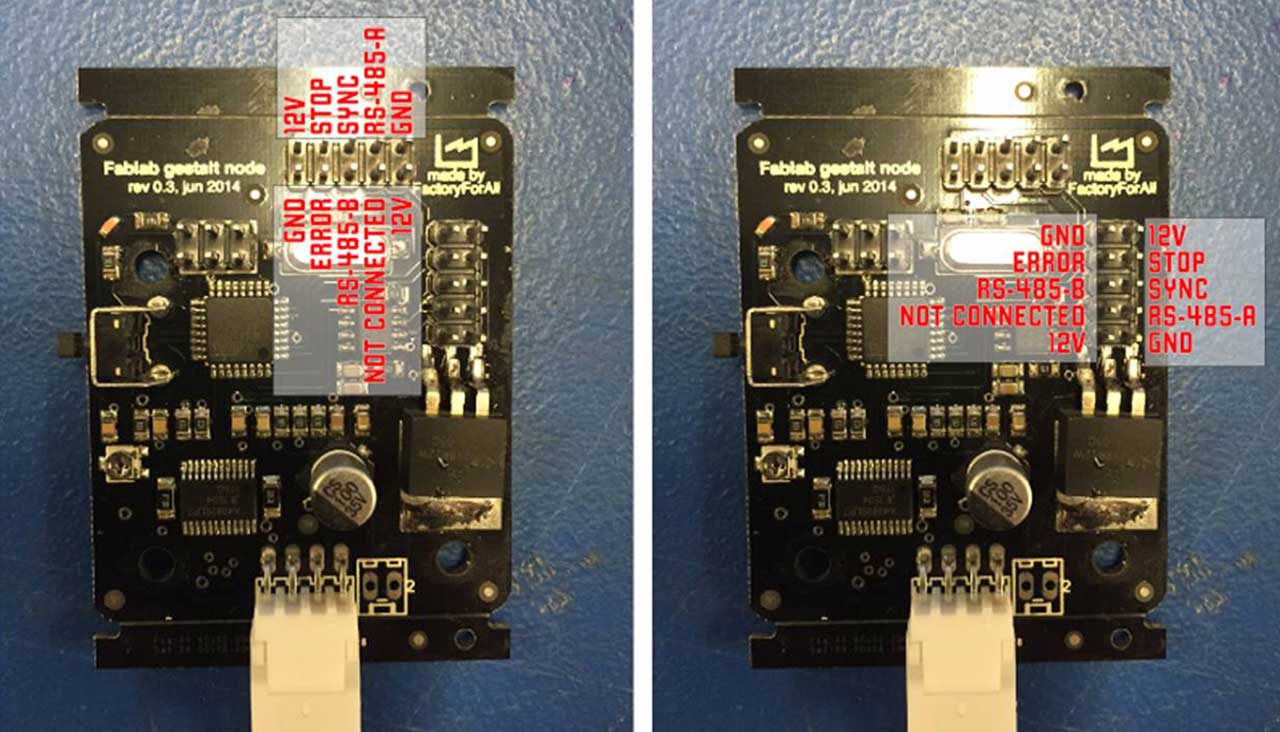 12V
STOP
SYNC
RS-485-A
GND
Fablab gestalt node
rev 0.3, jun 2014
made by
FactoryForAll
GND
ERROR
RS-485-B
NOT CONNECTED
12V
Fablab gestalt node
rev 0.3, jun 2014
made by
FactoryForAll
GND 12V
ERROR STOP
RS-485-B SYNC
NOT CONNECTED RS-485-A
12V GND
100
100
2
2